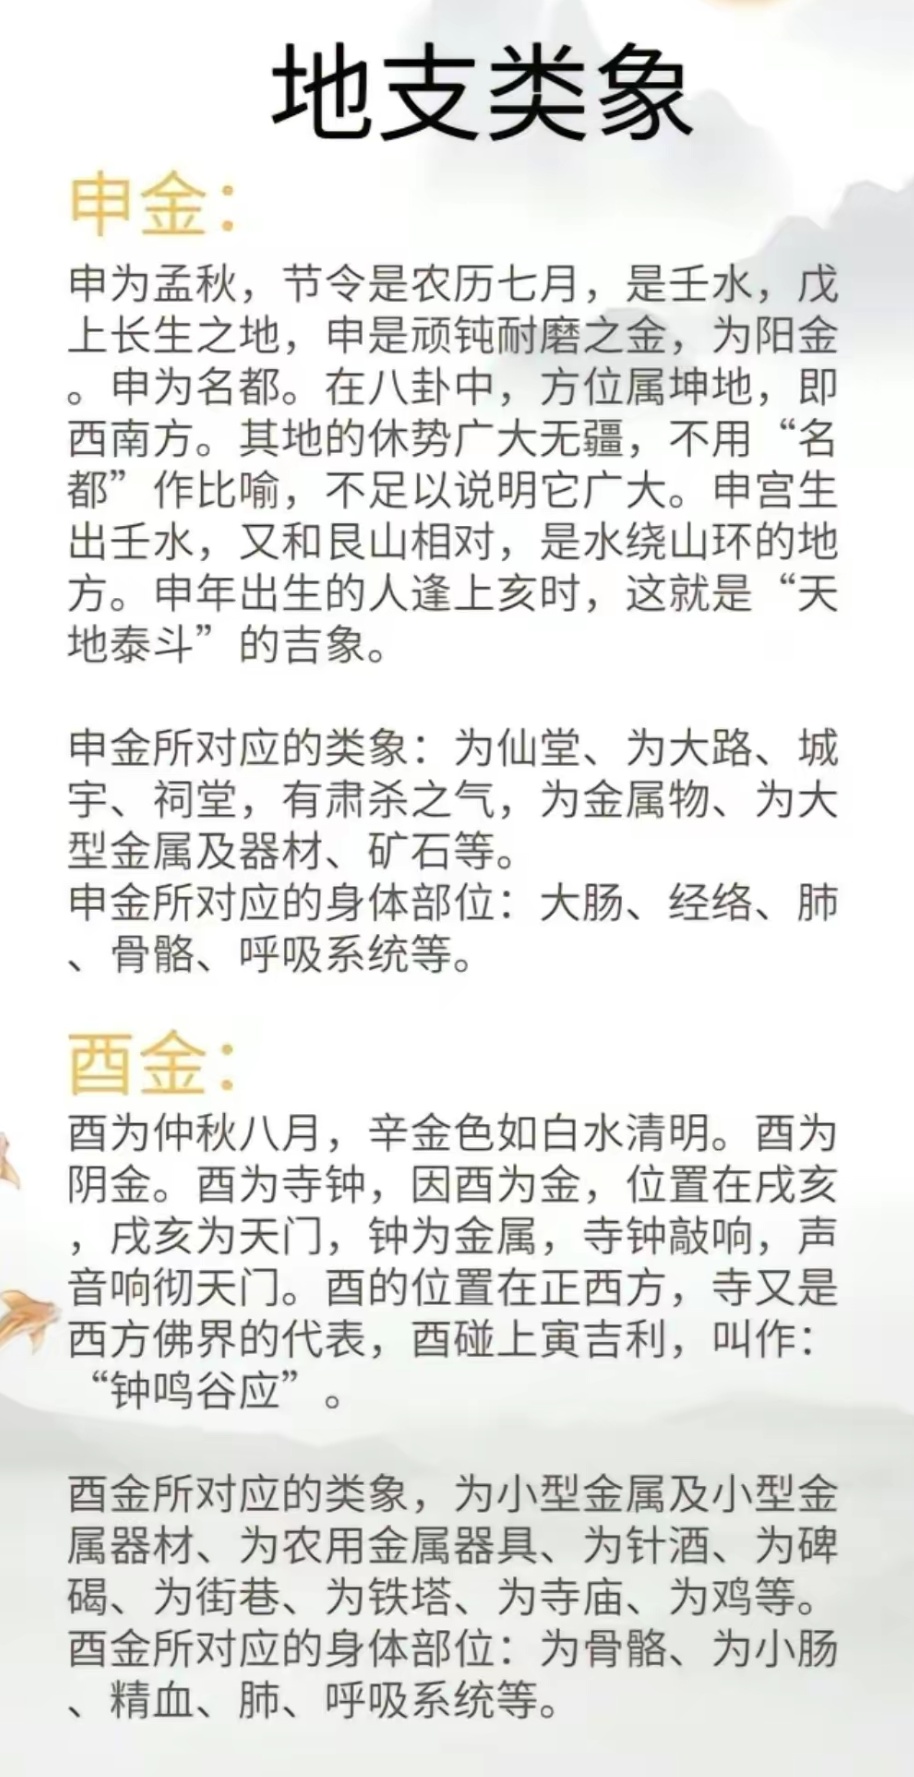 地支类象
申金：
申为孟秋，节令是农历七月，是壬水，戊
上长生之地，申是顽钝耐磨之金，为阳金
。申为名都。在八卦中，方位属坤地，即
西南方。其地的休势广大无疆，不用“名
都”作比喻，不足以说明它广大。申宫生
出壬水，又和艮山相对，是水绕山环的地
方。申年出生的人逢上亥时，这就是“天
地泰斗”的吉象。
申金所对应的类象：为仙堂、为大路、城
宇、祠堂，有肃杀之气，为金属物、为大
型金属及器材、矿石等。
申金所对应的身体部位：大肠、经络、肺
、骨骼、呼吸系统等。
酉金：
酉为仲秋八月，辛金色如白水清明。酉为
阴金。酉为寺钟，因酉为金，位置在戌亥
，戌亥为天门，钟为金属，寺钟敲响，声
音响彻天门。酉的位置在正西方，寺又是
西方佛界的代表，酉碰上寅吉利，叫作：
“钟鸣谷应”。
酉金所对应的类象，为小型金属及小型金
属器材、为农用金属器具、为针酒、为碑
碣、为街巷、为铁塔、为寺庙、为鸡等。
酉金所对应的身体部位：为骨骼、为小肠
、精血、肺、呼吸系统等。